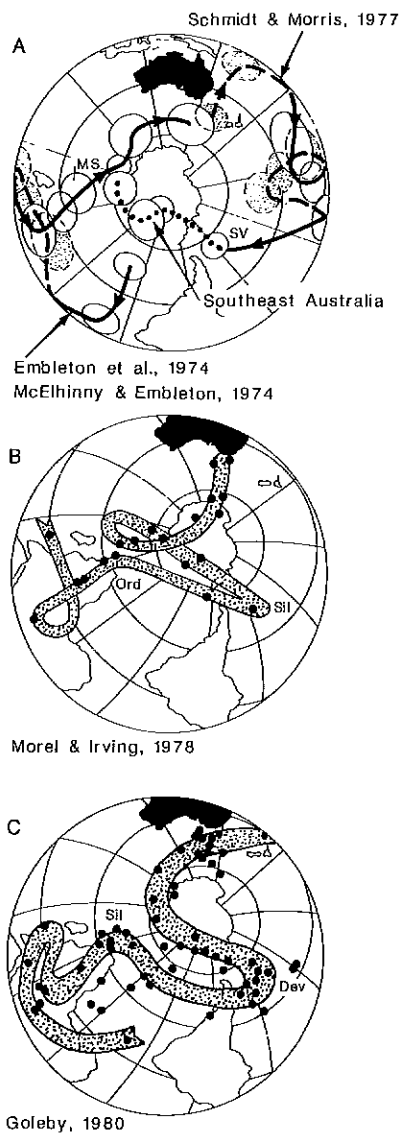 Schmidt & Morris, 1977
A
MS
SV
Southeast Australia
Embleton et al., 1974
McElhinny & Embleton, 1974
B
Ord
Sil
Morel & Irving, 1978
C
Sil
Dev
Goleby, 1980